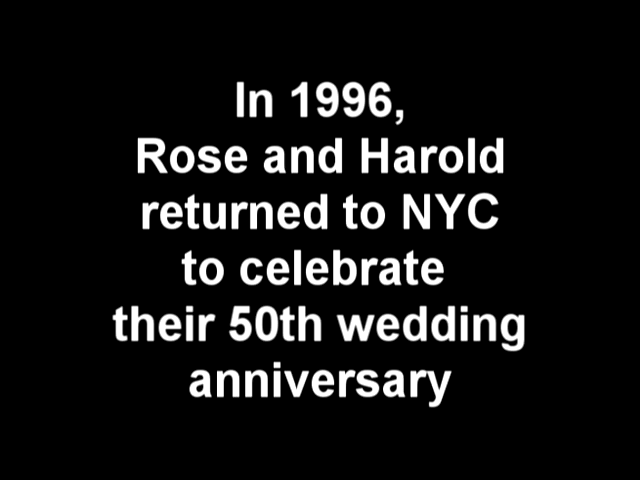 In 1996,
Rose and Harold
returned to NYC
to celebrate
their 50th wedding
anniversary